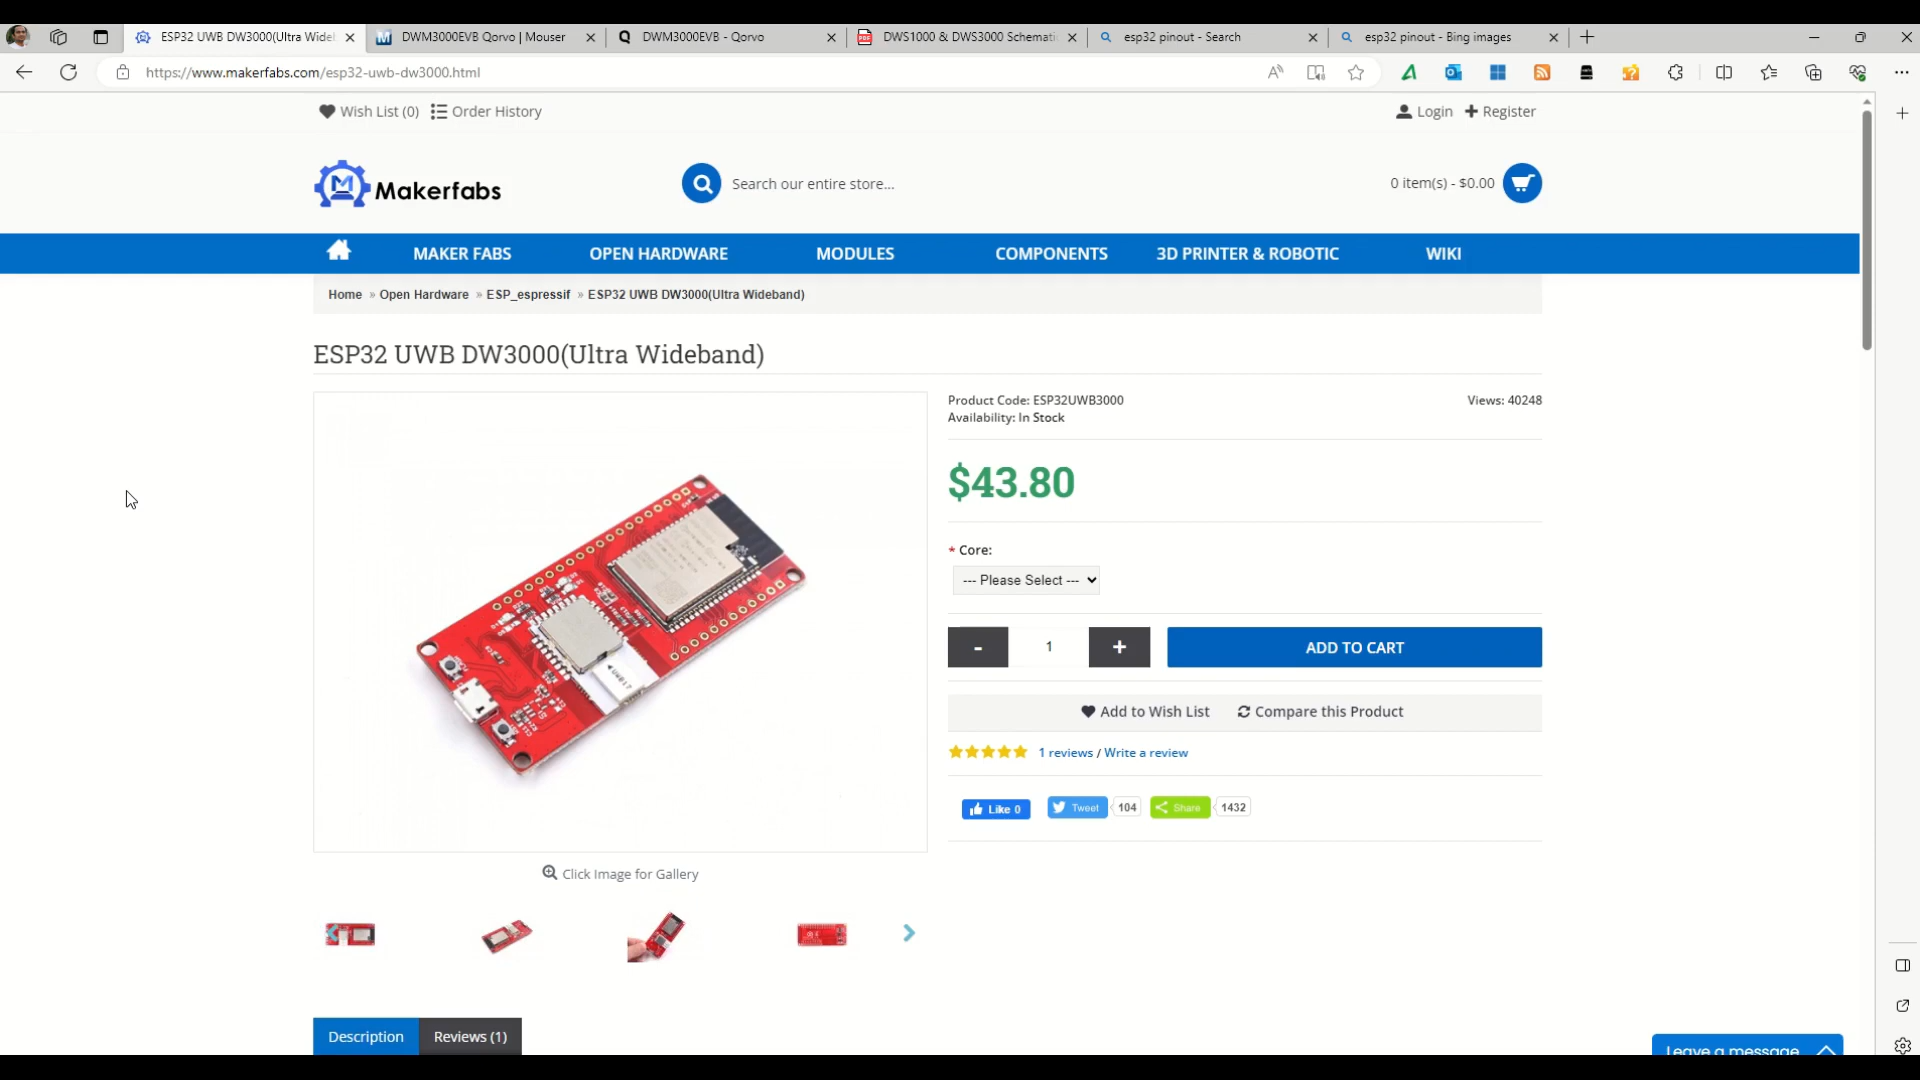 ESP32 UWB DW3000(Ultra Widel
DWM3000EVB Qorvo | Mouser
DWM3000EVB - Qorvo
DWS1000 & DWS3000 Schemati
esp32 pinout - Search
esp32 pinout - Bing images
https://www.makerfabs.com/esp32-uwb-dw3000.html
Wish List (0) Order History
Login Register
Makerfabs
Search our entire store...
0 item(s) - $0.00
MAKER FABS OPEN HARDWARE MODULES COMPONENTS 3D PRINTER & ROBOTIC WIKI
Home » Open Hardware » ESP_espressif » ESP32 UWB DW3000(Ultra Wideband)
ESP32 UWB DW3000(Ultra Wideband)
Product Code: ESP32UWB3000
Views: 40248
Availability: In Stock
$43.80
* Core:
--- Please Select ---
- 1 + ADD TO CART
Add to Wish List Compare this Product
1 reviews / Write a review
Like 0 Tweet 104 Share 1432
Click Image for Gallery
Description Reviews (1)
Leave a message